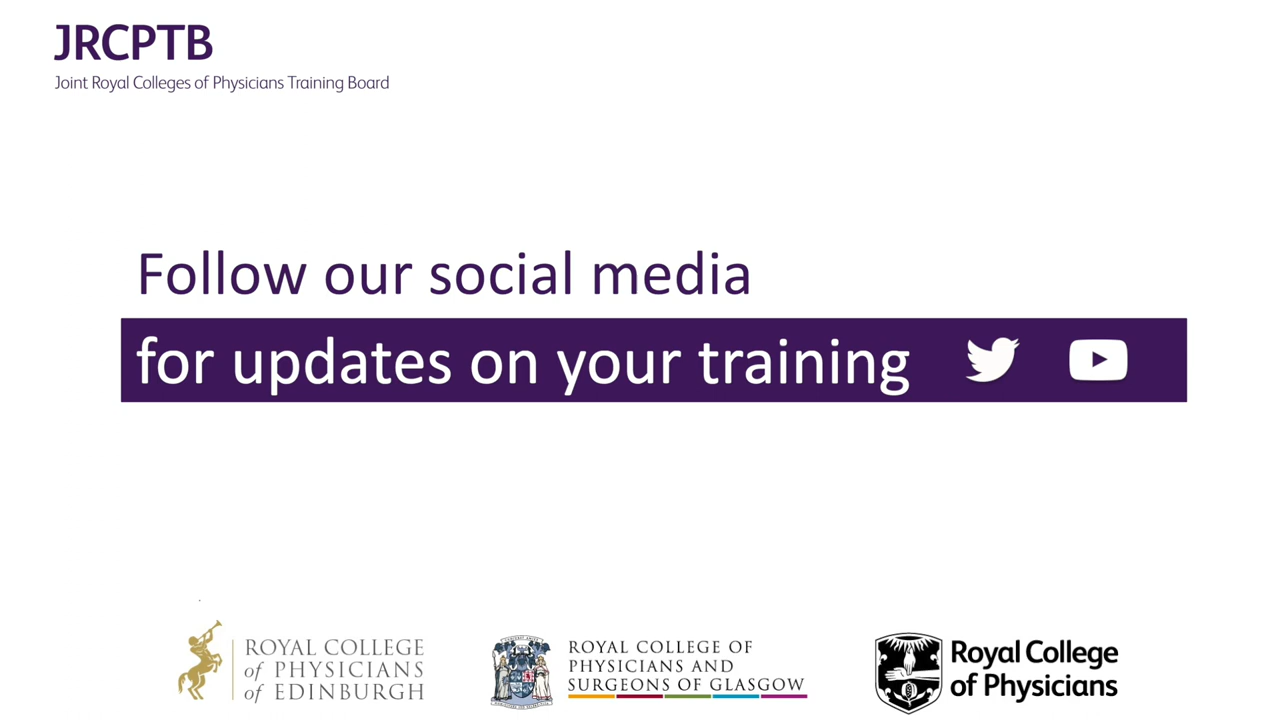 JRCPTB
Joint Royal Colleges of Physicians Training Board
Follow our social media
for updates on your training
ROYAL COLLEGE
of PHYSICIANS
of EDINBURGH
ROYAL COLLEGE OF
PHYSICIANS AND
SURGEONS OF GLASGOW
Royal College
of Physicians